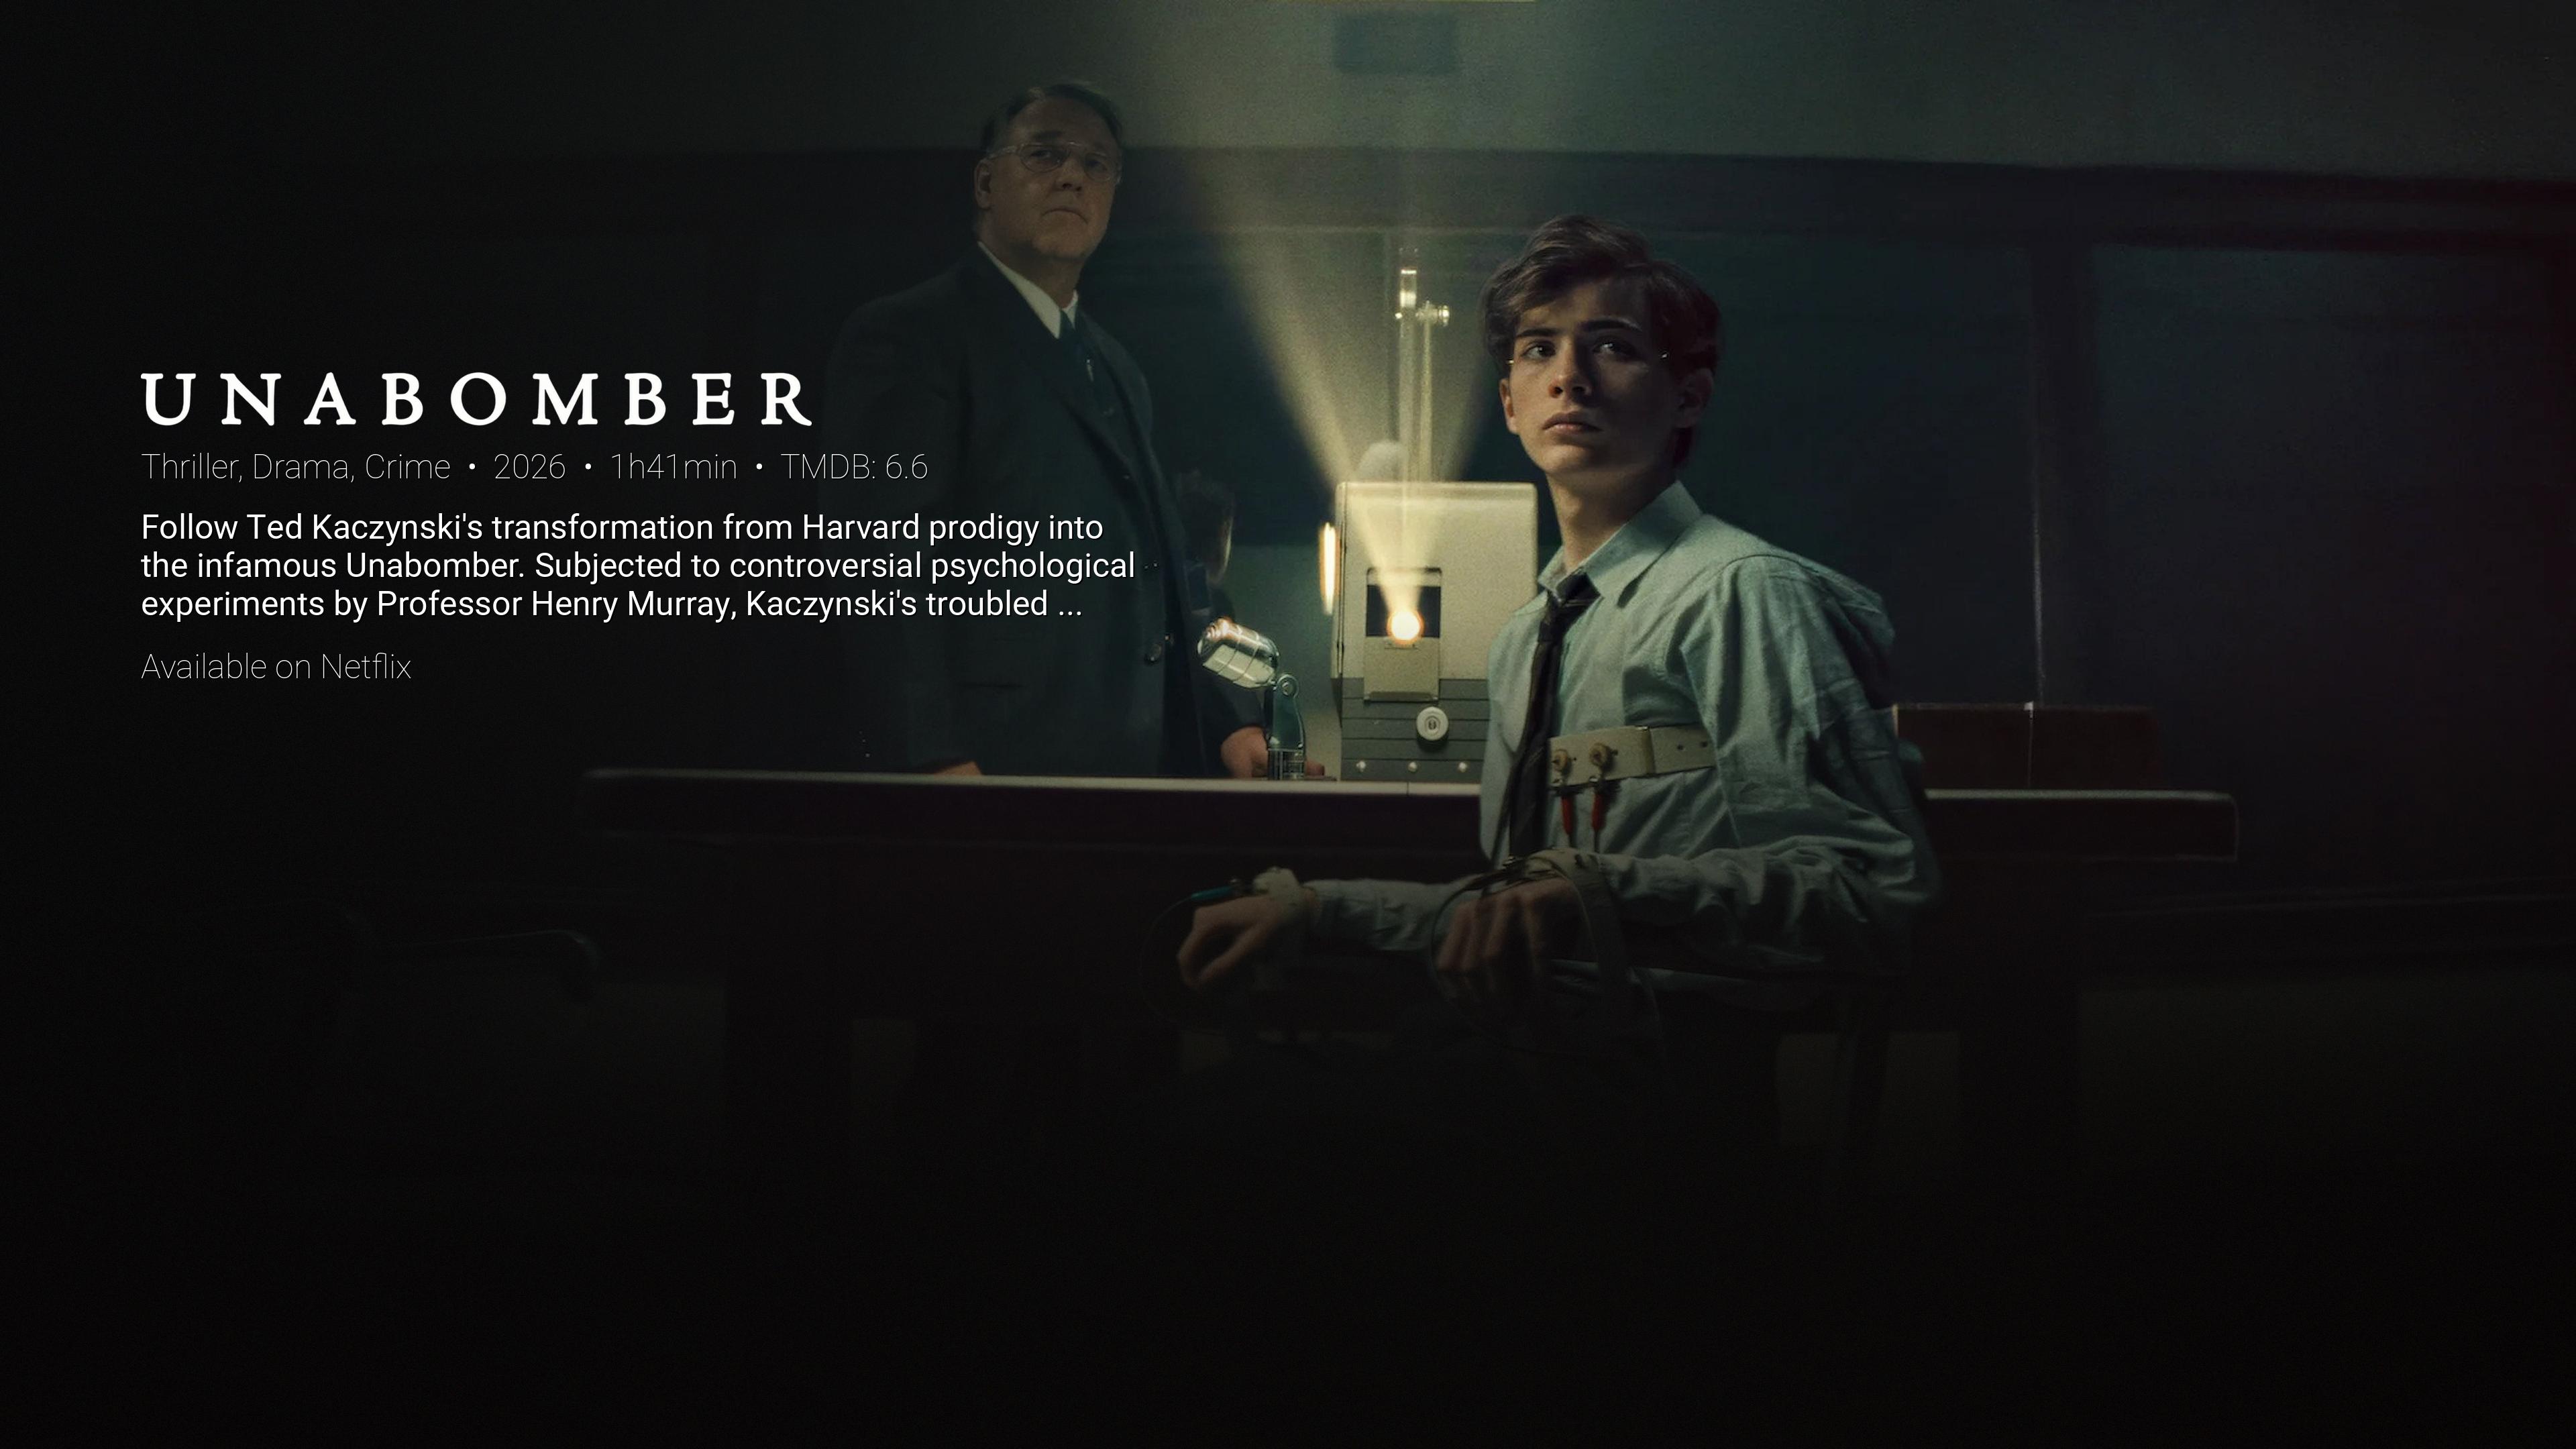 UNABOMBER
Thriller, Drama, Crime • 2026 • 1h41min • TMDB: 6.6
Follow Ted Kaczynski's transformation from Harvard prodigy into
the infamous Unabomber. Subjected to controversial psychological
experiments by Professor Henry Murray, Kaczynski's troubled ...
Available on Netflix